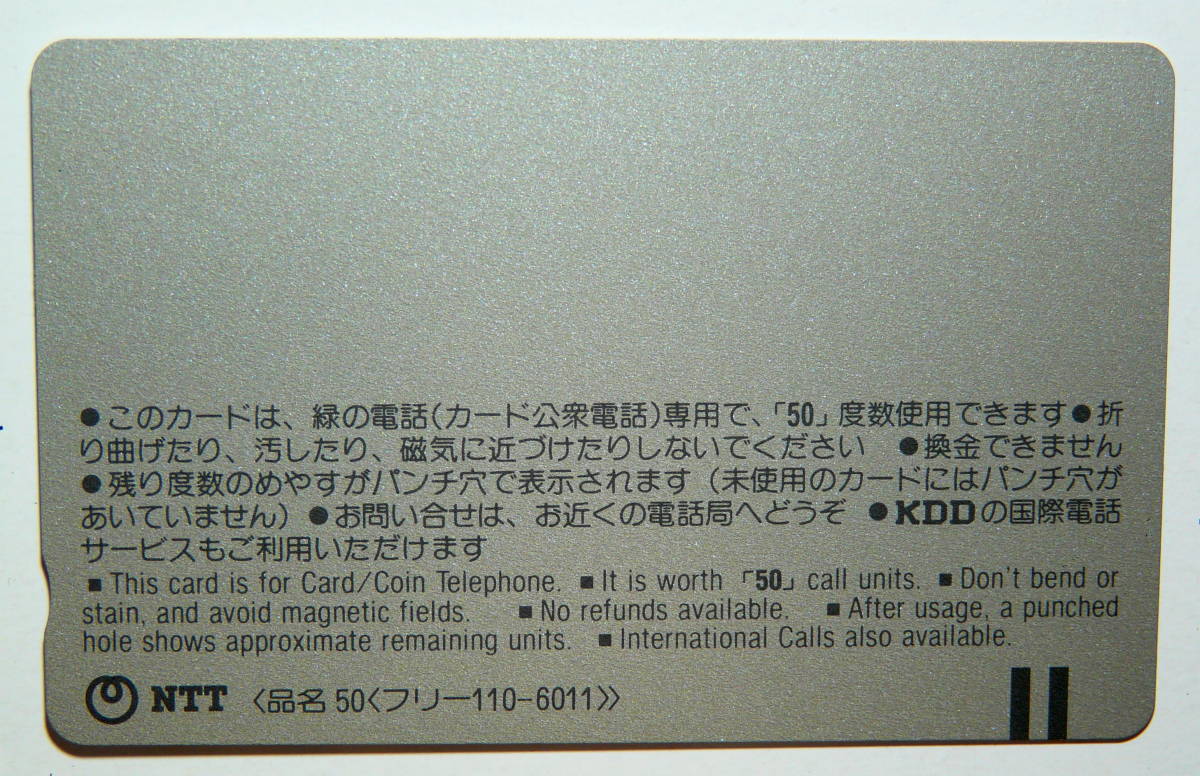 ●このカードは、緑の電話(カード公衆電話)専用で、「50」度数使用できます●折
り曲げたり、汚したり、磁気に近づけたりしないでください ●換金できません
●残り度数のめやすがパンチ穴で表示されます(未使用のカードにはパンチ穴が
あいていません)●お問い合せは、お近くの電話局へどうぞ ●KDDの国際電話
サービスもご利用いただけます
■This card is for Card/Coin Telephone. ■It is worth 「50」 call units. ■Don't bend or
stain, and avoid magnetic fields. ■No refunds available. ■After usage, a punched
hole shows approximate remaining units. ■International Calls also available.
NTT 〈品名 50〈フリー110-6011〉〉